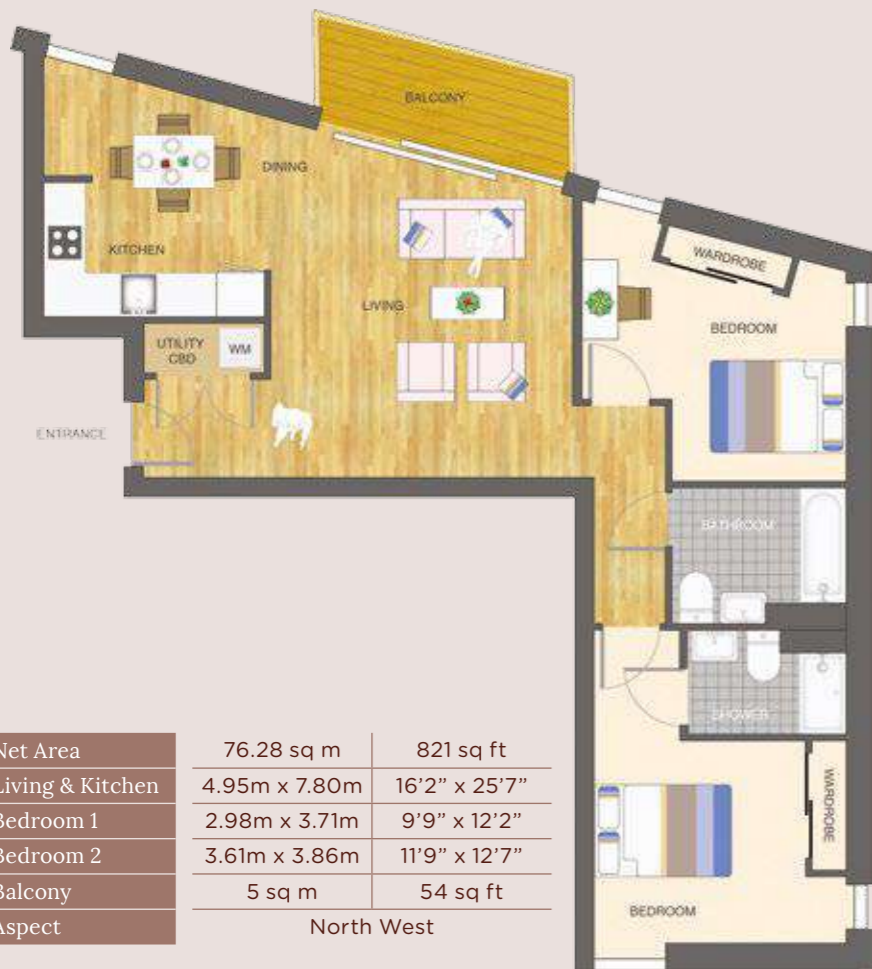 BALCONY
DINING
KITCHEN
WARDROBE
LIVING
BEDROOM
UTILITY
CBD
WM
ENTRANCE
BATHROOM
SHOWER
WARDROBE
BEDROOM
Net Area 76.28 sq m 821 sq ft
Living & Kitchen 4.95m x 7.80m 16’2” x 25’7”
Bedroom 1 2.98m x 3.71m 9’9” x 12’2”
Bedroom 2 3.61m x 3.86m 11’9” x 12’7”
Balcony 5 sq m 54 sq ft
Aspect North West